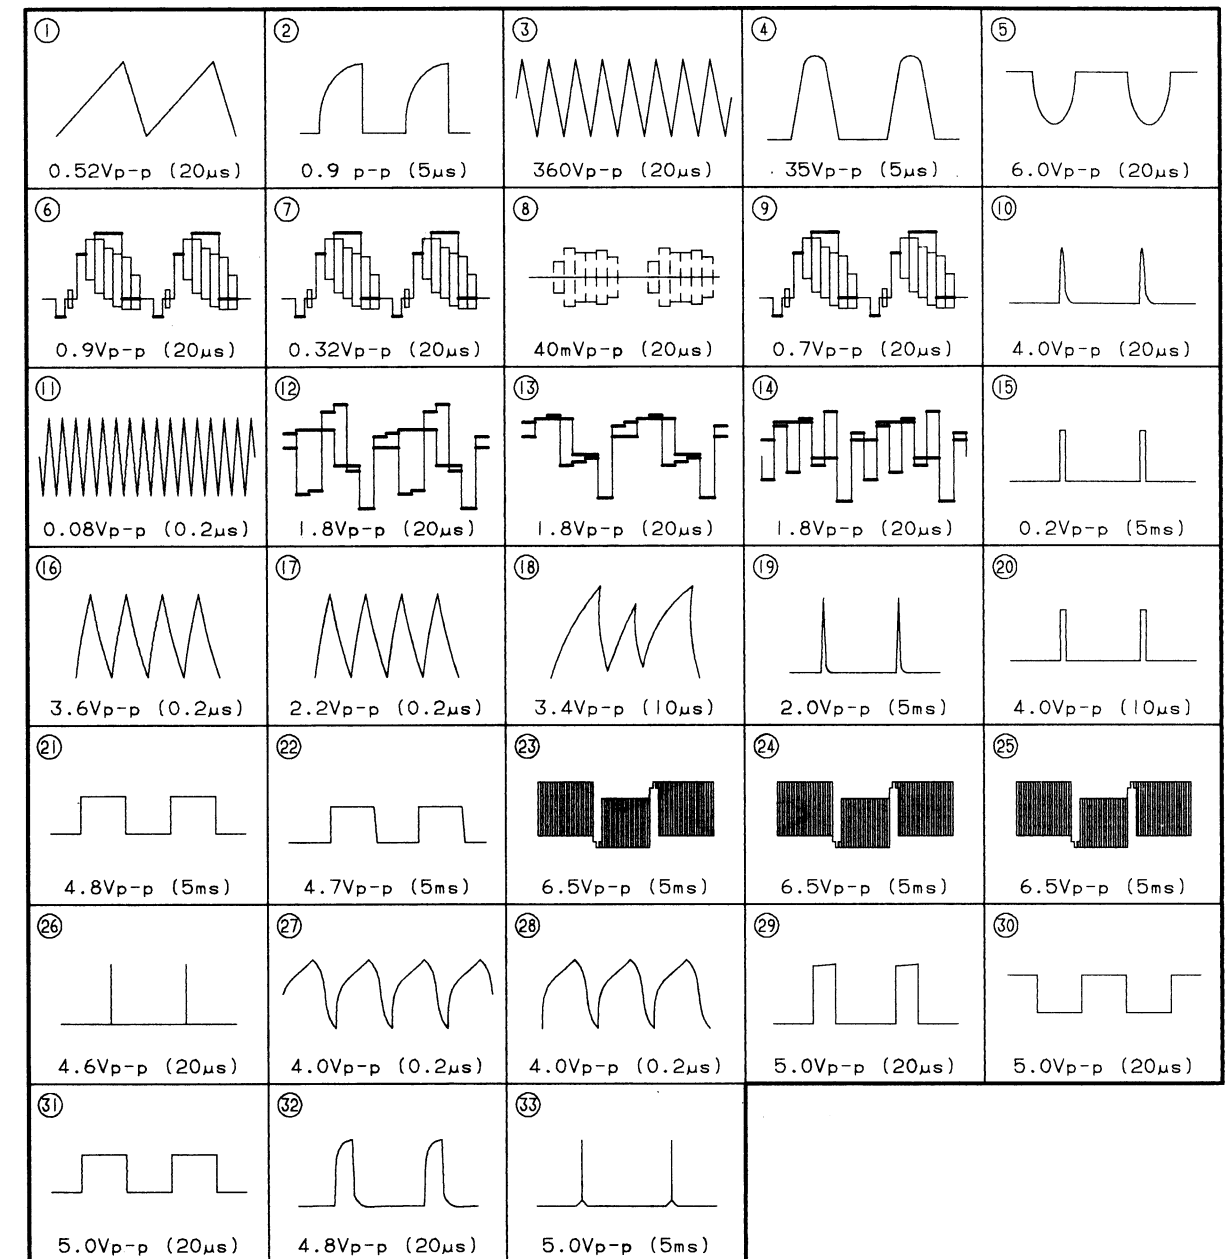 ① ② ③ ④ ⑤
0.52Vp-p (20μs) 0.9 p-p (5μs) 360Vp-p (20μs) 35Vp-p (5μs) 6.0Vp-p (20μs)
⑥ ⑦ ⑧ ⑨ ⑩
0.9Vp-p (20μs) 0.32Vp-p (20μs) 40mVp-p (20μs) 0.7Vp-p (20μs) 4.0Vp-p (20μs)
⑪ ⑫ ⑬ ⑭ ⑮
0.08Vp-p (0.2μs) 1.8Vp-p (20μs) 1.8Vp-p (20μs) 1.8Vp-p (20μs) 0.2Vp-p (5ms)
⑯ ⑰ ⑱ ⑲ ⑳
3.6Vp-p (0.2μs) 2.2Vp-p (0.2μs) 3.4Vp-p (10μs) 2.0Vp-p (5ms) 4.0Vp-p (10μs)
㉑ ㉒ ㉓ ㉔ ㉕
4.8Vp-p (5ms) 4.7Vp-p (5ms) 6.5Vp-p (5ms) 6.5Vp-p (5ms) 6.5Vp-p (5ms)
㉖ ㉗ ㉘ ㉙ ㉚
4.6Vp-p (20μs) 4.0Vp-p (0.2μs) 4.0Vp-p (0.2μs) 5.0Vp-p (20μs) 5.0Vp-p (20μs)
㉛ ㉜ ㉝
5.0Vp-p (20μs) 4.8Vp-p (20μs) 5.0Vp-p (5ms)